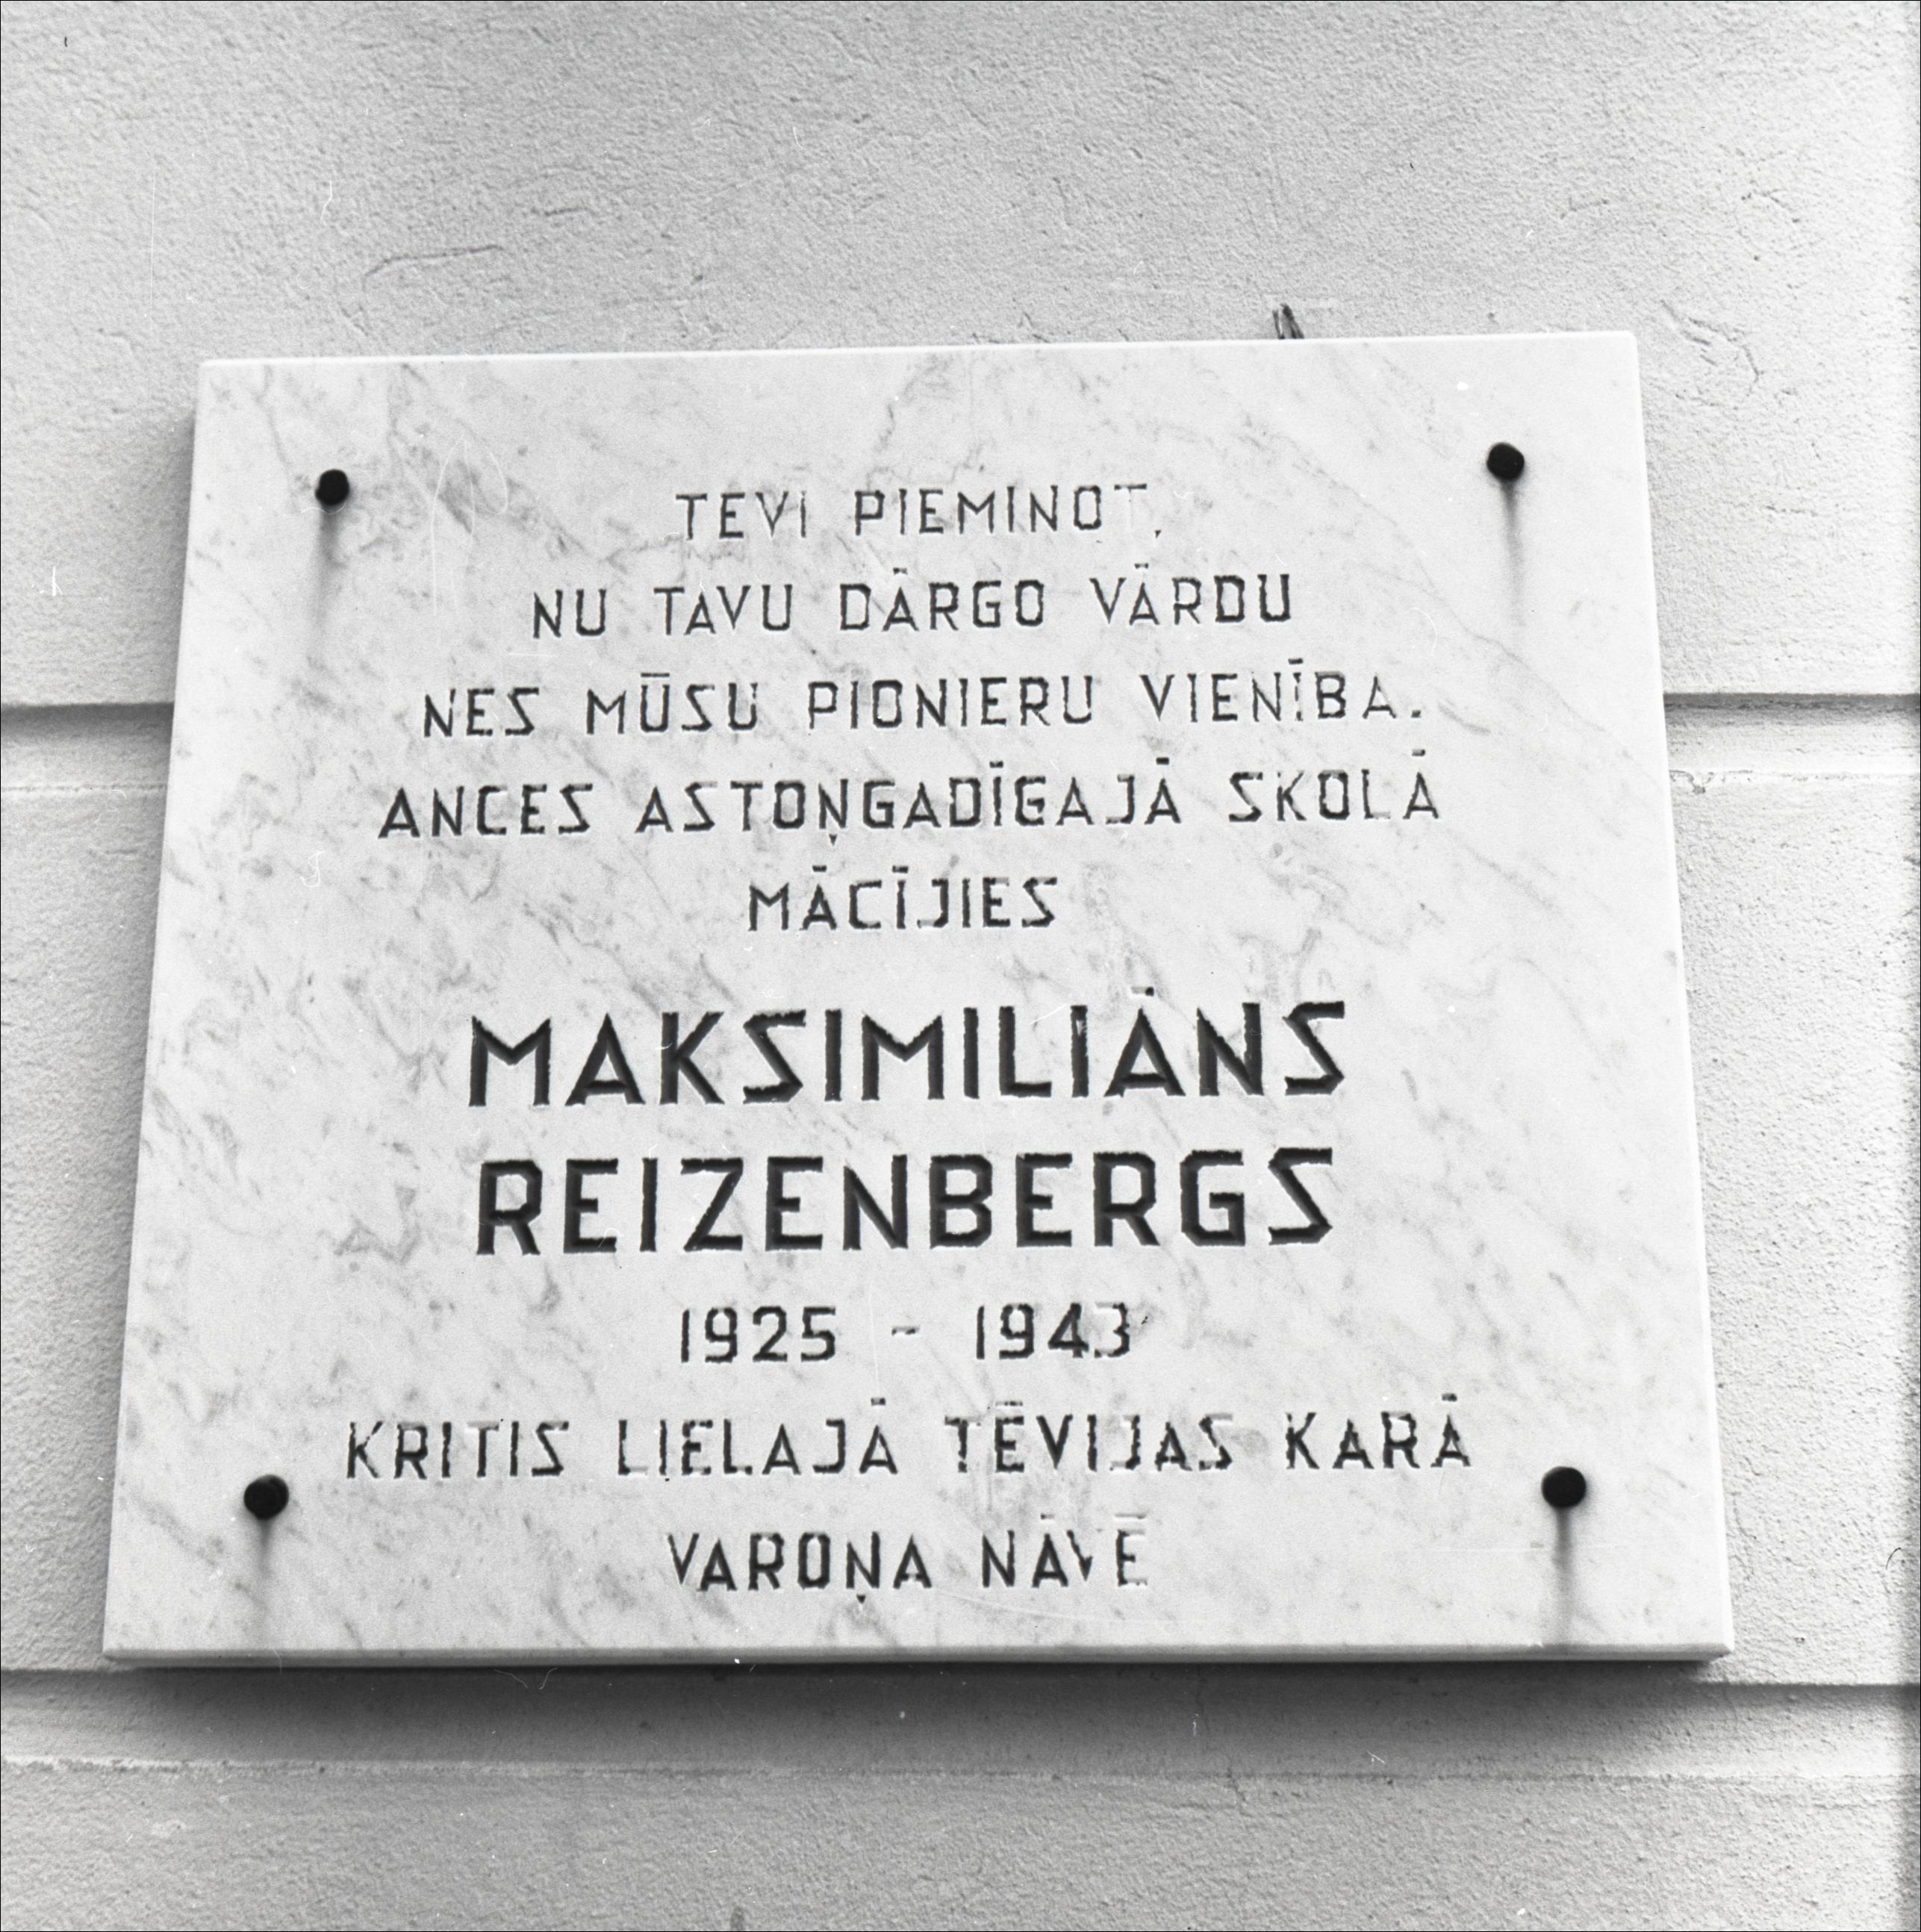 TEVI PIEMINOT,
NU TAVU DĀRGO VĀRDU
NES MŪSU PIONIERU VIENĪBA.
ANCES ASTOŅGADĪGAJĀ SKOLĀ
MĀCĪJIES
MAKSIMILIĀNS
REIZENBERGS
1925 - 1943
KRITIS LIELAJĀ TĒVIJAS KARĀ
VAROŅA NĀVĒ